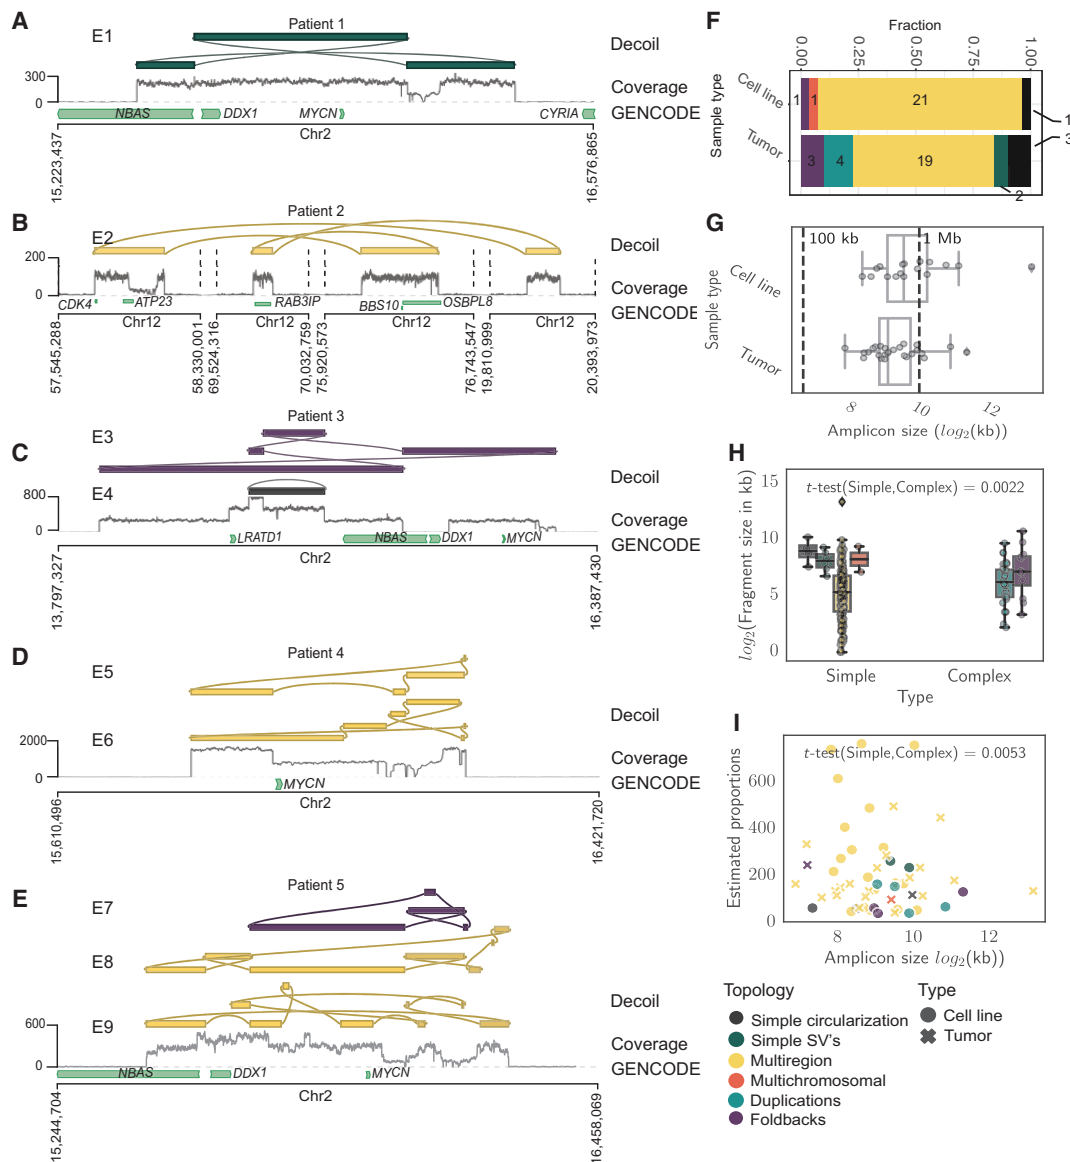 A
Patient 1
E1
Decoil
300
0
Coverage
NBAS
DDX1
MYCN
CYRIA
GENCODE
Chr2
15,223,437
16,576,865
B
Patient 2
E2
Decoil
200
0
Coverage
CDK4
ATP23
RAB3IP
BBS10
OSBPL8
GENCODE
Chr12
Chr12
Chr12
Chr12
57,545,288
58,330,001
69,524,316
70,032,759
75,920,573
76,743,547
19,810,999
20,393,973
C
Patient 3
E3
Decoil
E4
800
0
Coverage
LRATD1
NBAS
DDX1
MYCN
GENCODE
Chr2
13,797,327
16,387,430
D
Patient 4
E5
Decoil
E6
2000
0
Coverage
MYCN
GENCODE
Chr2
15,610,496
16,421,720
E
Patient 5
E7
E8
E9
Decoil
600
0
Coverage
NBAS
DDX1
MYCN
GENCODE
Chr2
15,244,704
16,458,069
F
Fraction
0.00
0.25
0.50
0.75
1.00
Sample type
Cell line
1
1
21
1
Tumor
3
4
19
2
3
G
100 kb
1 Mb
Sample type
Cell line
Tumor
8
10
12
Amplicon size (log2(kb))
H
t-test(Simple,Complex) = 0.0022
log2(Fragment size in kb)
15
10
5
0
Simple
Complex
Type
I
t-test(Simple,Complex) = 0.0053
Estimated proportions
600
400
200
0
8
10
12
Amplicon size log2(kb))
Topology
Simple circularization
Simple SV's
Multiregion
Multichromosomal
Duplications
Foldbacks
Type
Cell line
Tumor